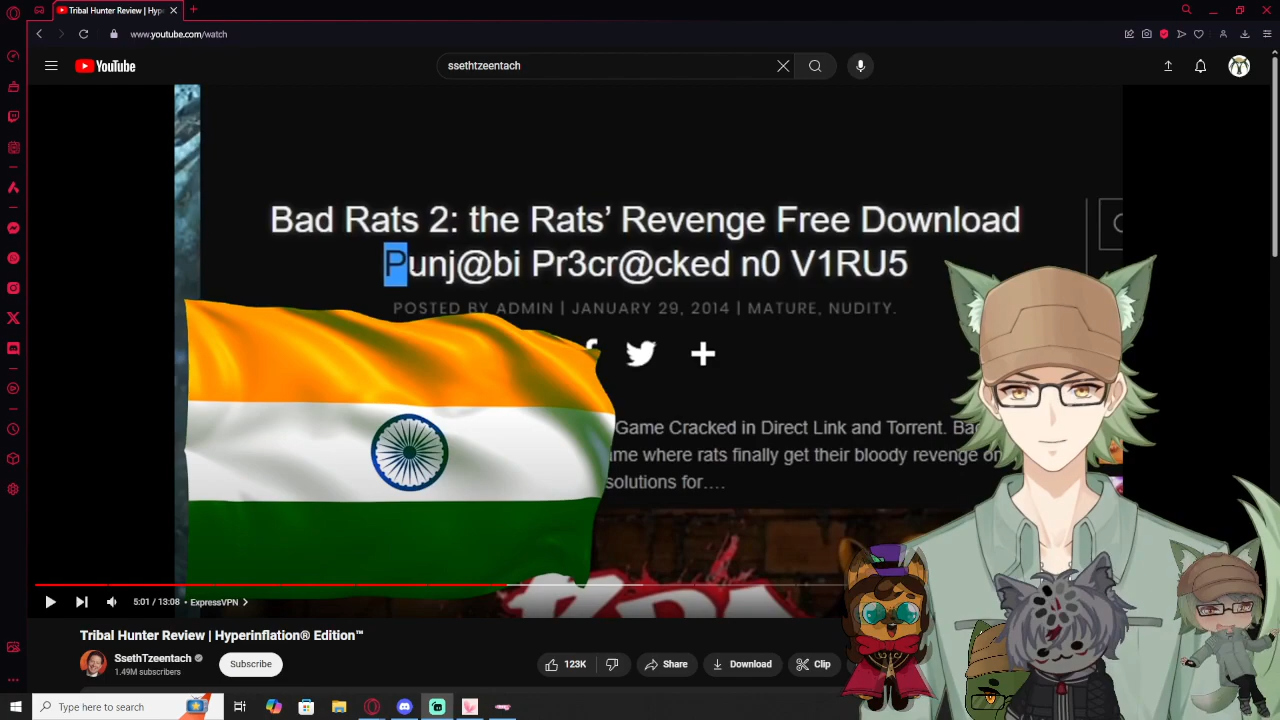 Tribal Hunter Review | Hype
www.youtube.com/watch
YouTube
ssethtzeentach
Bad Rats 2: the Rats’ Revenge Free Download
Punj@bi Pr3cr@cked n0 V1RU5
POSTED BY ADMIN | JANUARY 29, 2014 | MATURE, NUDITY.
Game Cracked in Direct Link and Torrent.
where rats finally get their bloody revenge
solutions for....
5:01 / 13:08 • ExpressVPN
Tribal Hunter Review | Hyperinflation® Edition™
SsethTzeentach
1.49M subscribers
Subscribe
123K
Share
Download
Clip
Type here to search